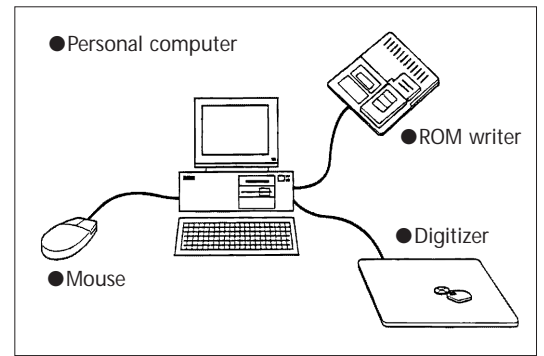 ●Personal computer
●ROM writer
●Digitizer
●Mouse